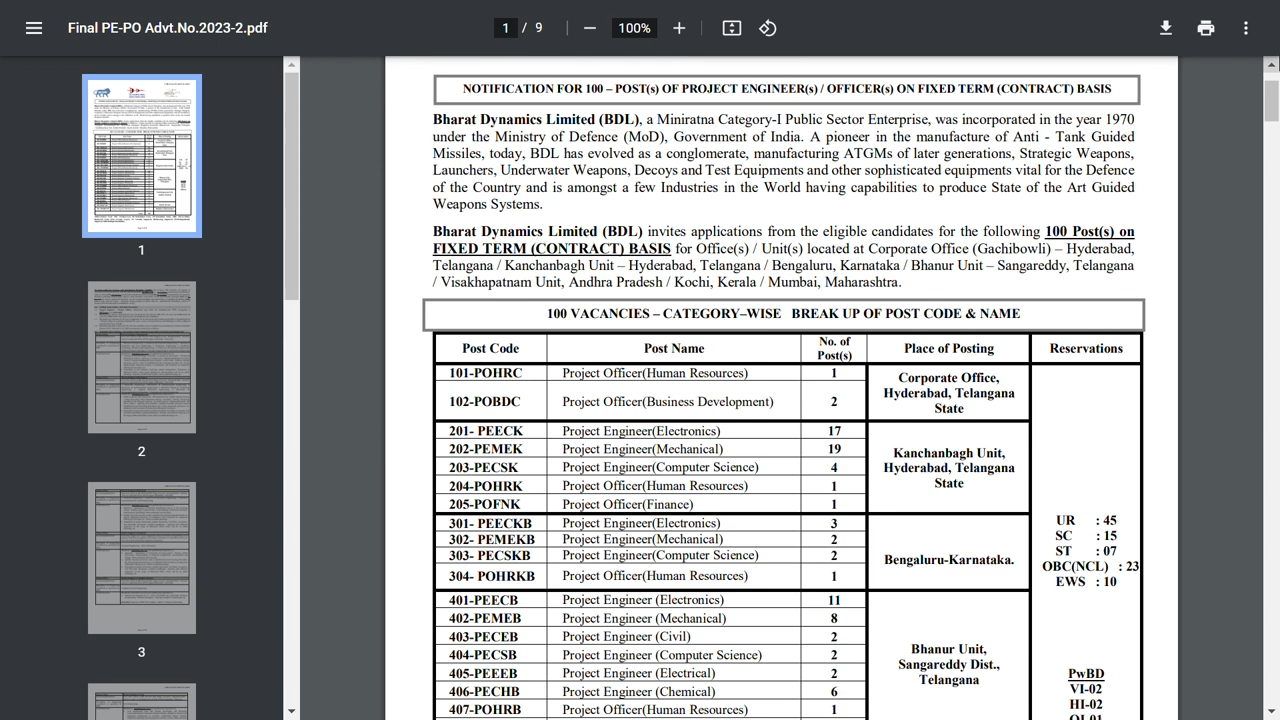 Final PE-PO Advt.No.2023-2.pdf
1 / 9
100%
1
2
3
NOTIFICATION FOR 100 – POST(s) OF PROJECT ENGINEER(S) / OFFICER(S) ON FIXED TERM (CONTRACT) BASIS
Bharat Dynamics Limited (BDL), a Miniratna Category-I Public Sector Enterprise, was incorporated in the year 1970
under the Ministry of Defence(MoD), Government of India. A pioneer in the manufacture of Anti - Tank Guided
Missiles, today, BDL has evolved as a conglomerate, manufacturing ATGMs of later generations, Strategic Weapons,
Launchers, Underwater Weapons, Decoys and Test Equipments and other sophisticated equipments vital for the Defence
of the Country and is amongst a few Industries in the World having capabilities to produce State of the Art Guided
Weapons Systems.
Bharat Dynamics Limited (BDL) invites applications from the eligible candidates for the following 100 Post(s) on
FIXED TERM (CONTRACT) BASIS for Office(s) / Unit(s) located at Corporate Office (Gachibowli) – Hyderabad,
Telangana / Kanchanbagh Unit – Hyderabad, Telangana / Bengaluru, Karnataka / Bhanur Unit – Sangareddy, Telangana
/ Visakhapatnam Unit, Andhra Pradesh / Kochi, Kerala / Mumbai, Maharashtra.
100 VACANCIES – CATEGORY–WISE BREAK UP OF POST CODE & NAME
Post Code Post Name No. of Post(s) Place of Posting Reservations
101-POHRC Project Officer(Human Resources) 1
102-POBDC Project Officer(Business Development) 2
Corporate Office,
Hyderabad, Telangana
State
201- PEECK Project Engineer(Electronics) 17
202-PEMEK Project Engineer(Mechanical) 19
203-PECSK Project Engineer(Computer Science) 4
204-POHRK Project Officer(Human Resources) 1
205-POFNK Project Officer(Finance)
Kanchanbagh Unit,
Hyderabad, Telangana
State
301- PEECKB Project Engineer(Electronics) 3
302- PEMEKB Project Engineer(Mechanical) 2
303- PECSKB Project Engineer(Computer Science) 2
304- POHRKB Project Officer(Human Resources) 1
Bengaluru-Karnataka.
401-PEECB Project Engineer (Electronics) 11
402-PEMEB Project Engineer (Mechanical) 8
403-PECEB Project Engineer (Civil) 2
404-PECSB Project Engineer (Computer Science) 2
405-PEEEB Project Engineer (Electrical) 2
406-PECHB Project Engineer (Chemical) 6
407-POHRB Project Officer(Human Resources) 1
Bhanur Unit,
Sangareddy Dist.,
Telangana
UR : 45
SC : 15
ST : 07
OBC(NCL) : 23
EWS : 10
PwBD
VI-02
HI-02